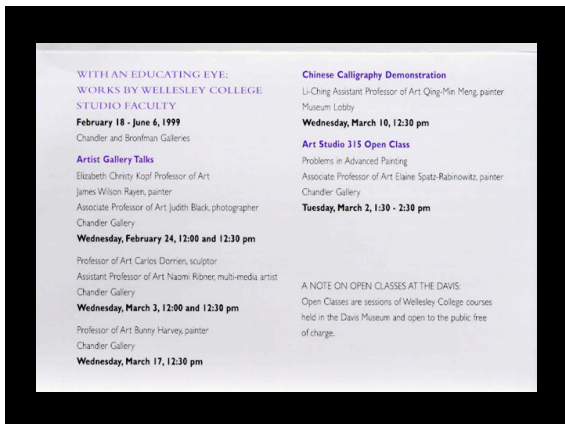 WITH AN EDUCATING EYE:
WORKS BY WELLESLEY COLLEGE
STUDIO FACULTY
February 18 - June 6, 1999
Chandler and Bronfman Galleries
Artist Gallery Talks
Elizabeth Christy Kopf Professor of Art
James Wilson Rayen, painter
Associate Professor of Art Judith Black, photographer
Chandler Gallery
Wednesday, February 24, 12:00 and 12:30 pm
Professor of Art Carlos Dorrien, sculptor
Assistant Professor of Art Naomi Ribner, multi-media artist
Chandler Gallery
Wednesday, March 3, 12:00 and 12:30 pm
Professor of Art Bunny Harvey, painter
Chandler Gallery
Wednesday, March 17, 12:30 pm
Chinese Calligraphy Demonstration
Li-Ching Assistant Professor of Art Qing-Min Meng, painter
Museum Lobby
Wednesday, March 10, 12:30 pm
Art Studio 315 Open Class
Problems in Advanced Painting
Associate Professor of Art Elaine Spatz-Rabinowitz, painter
Chandler Gallery
Tuesday, March 2, 1:30 - 2:30 pm
A NOTE ON OPEN CLASSES AT THE DAVIS:
Open Classes are sessions of Wellesley College courses
held in the Davis Museum and open to the public free
of charge.